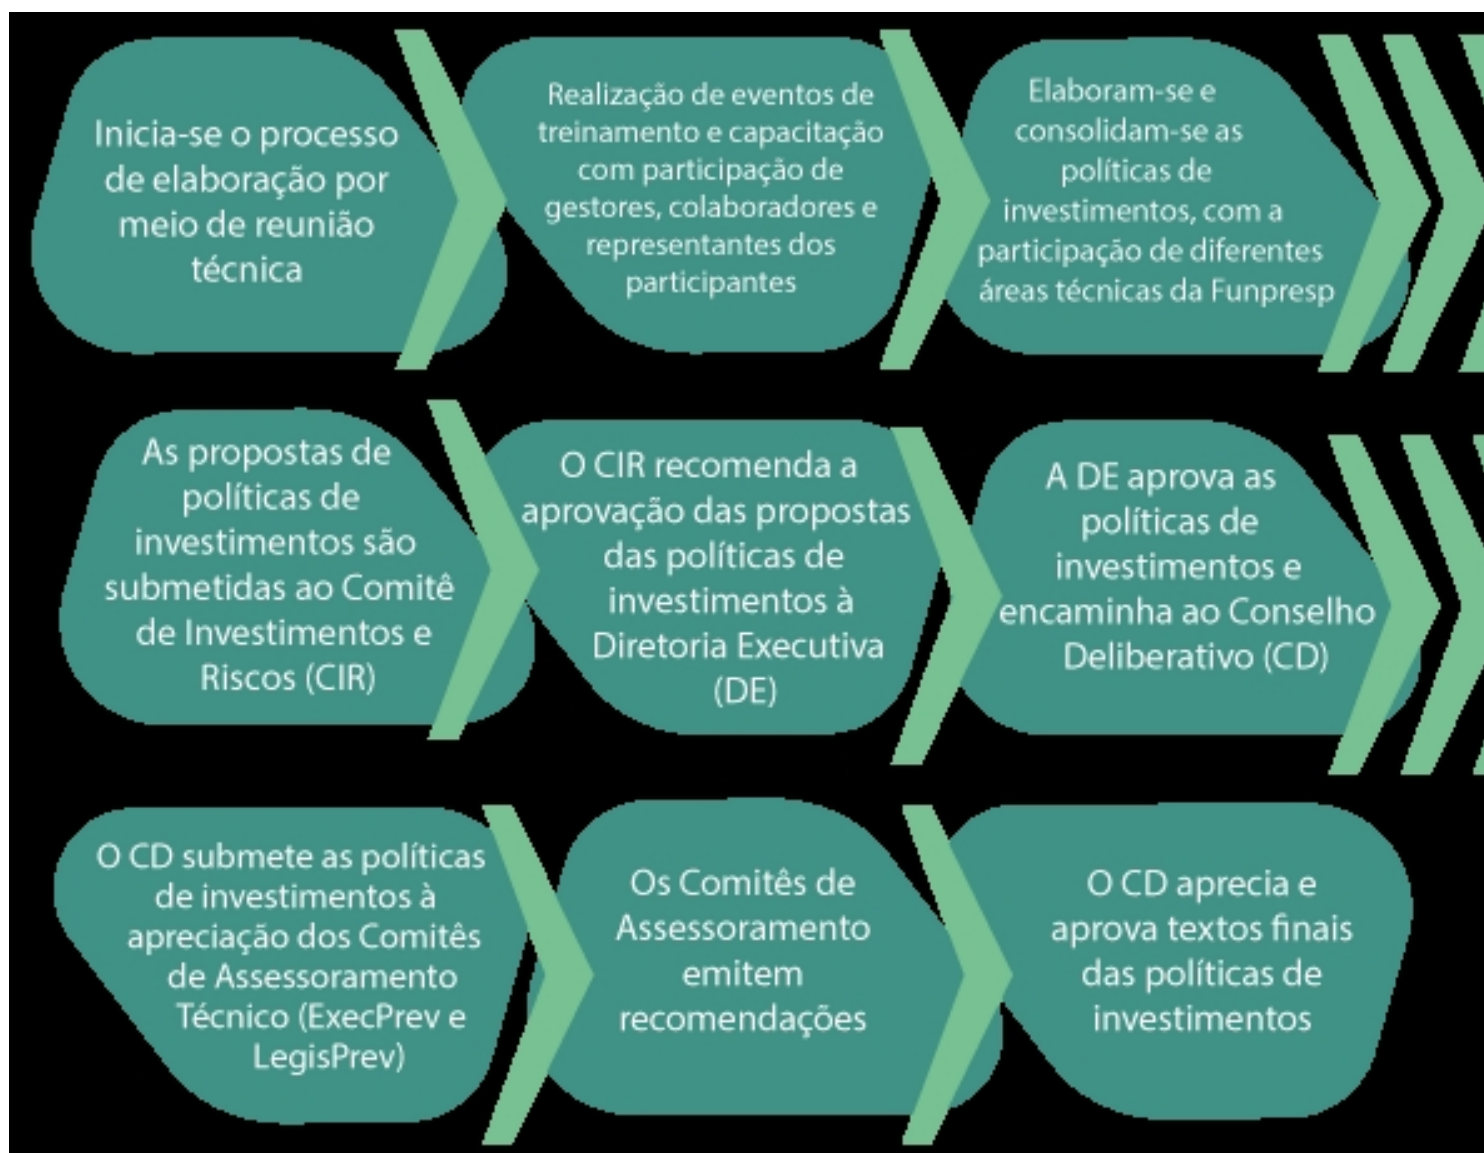 Inicia-se o processo
de elaboração por
meio de reunião
técnica
Realização de eventos de
treinamento e capacitação
com participação de
gestores, colaboradores e
representantes dos
participantes
Elaboram-se e
consolidam-se as
políticas de
investimentos, com a
participação de diferentes
áreas técnicas da Funpresp
As propostas de
políticas de
investimentos são
submetidas ao Comitê
de Investimentos e
Riscos (CIR)
O CIR recomenda a
aprovação das propostas
das políticas de
investimentos à
Diretoria Executiva
(DE)
A DE aprova as
políticas de
investimentos e
encaminha ao Conselho
Deliberativo (CD)
O CD submete as políticas
de investimentos à
apreciação dos Comitês
de Assessoramento
Técnico (ExecPrev e
LegisPrev)
Os Comitês de
Assessoramento
emitem
recomendações
O CD aprecia e
aprova textos finais
das políticas de
investimentos